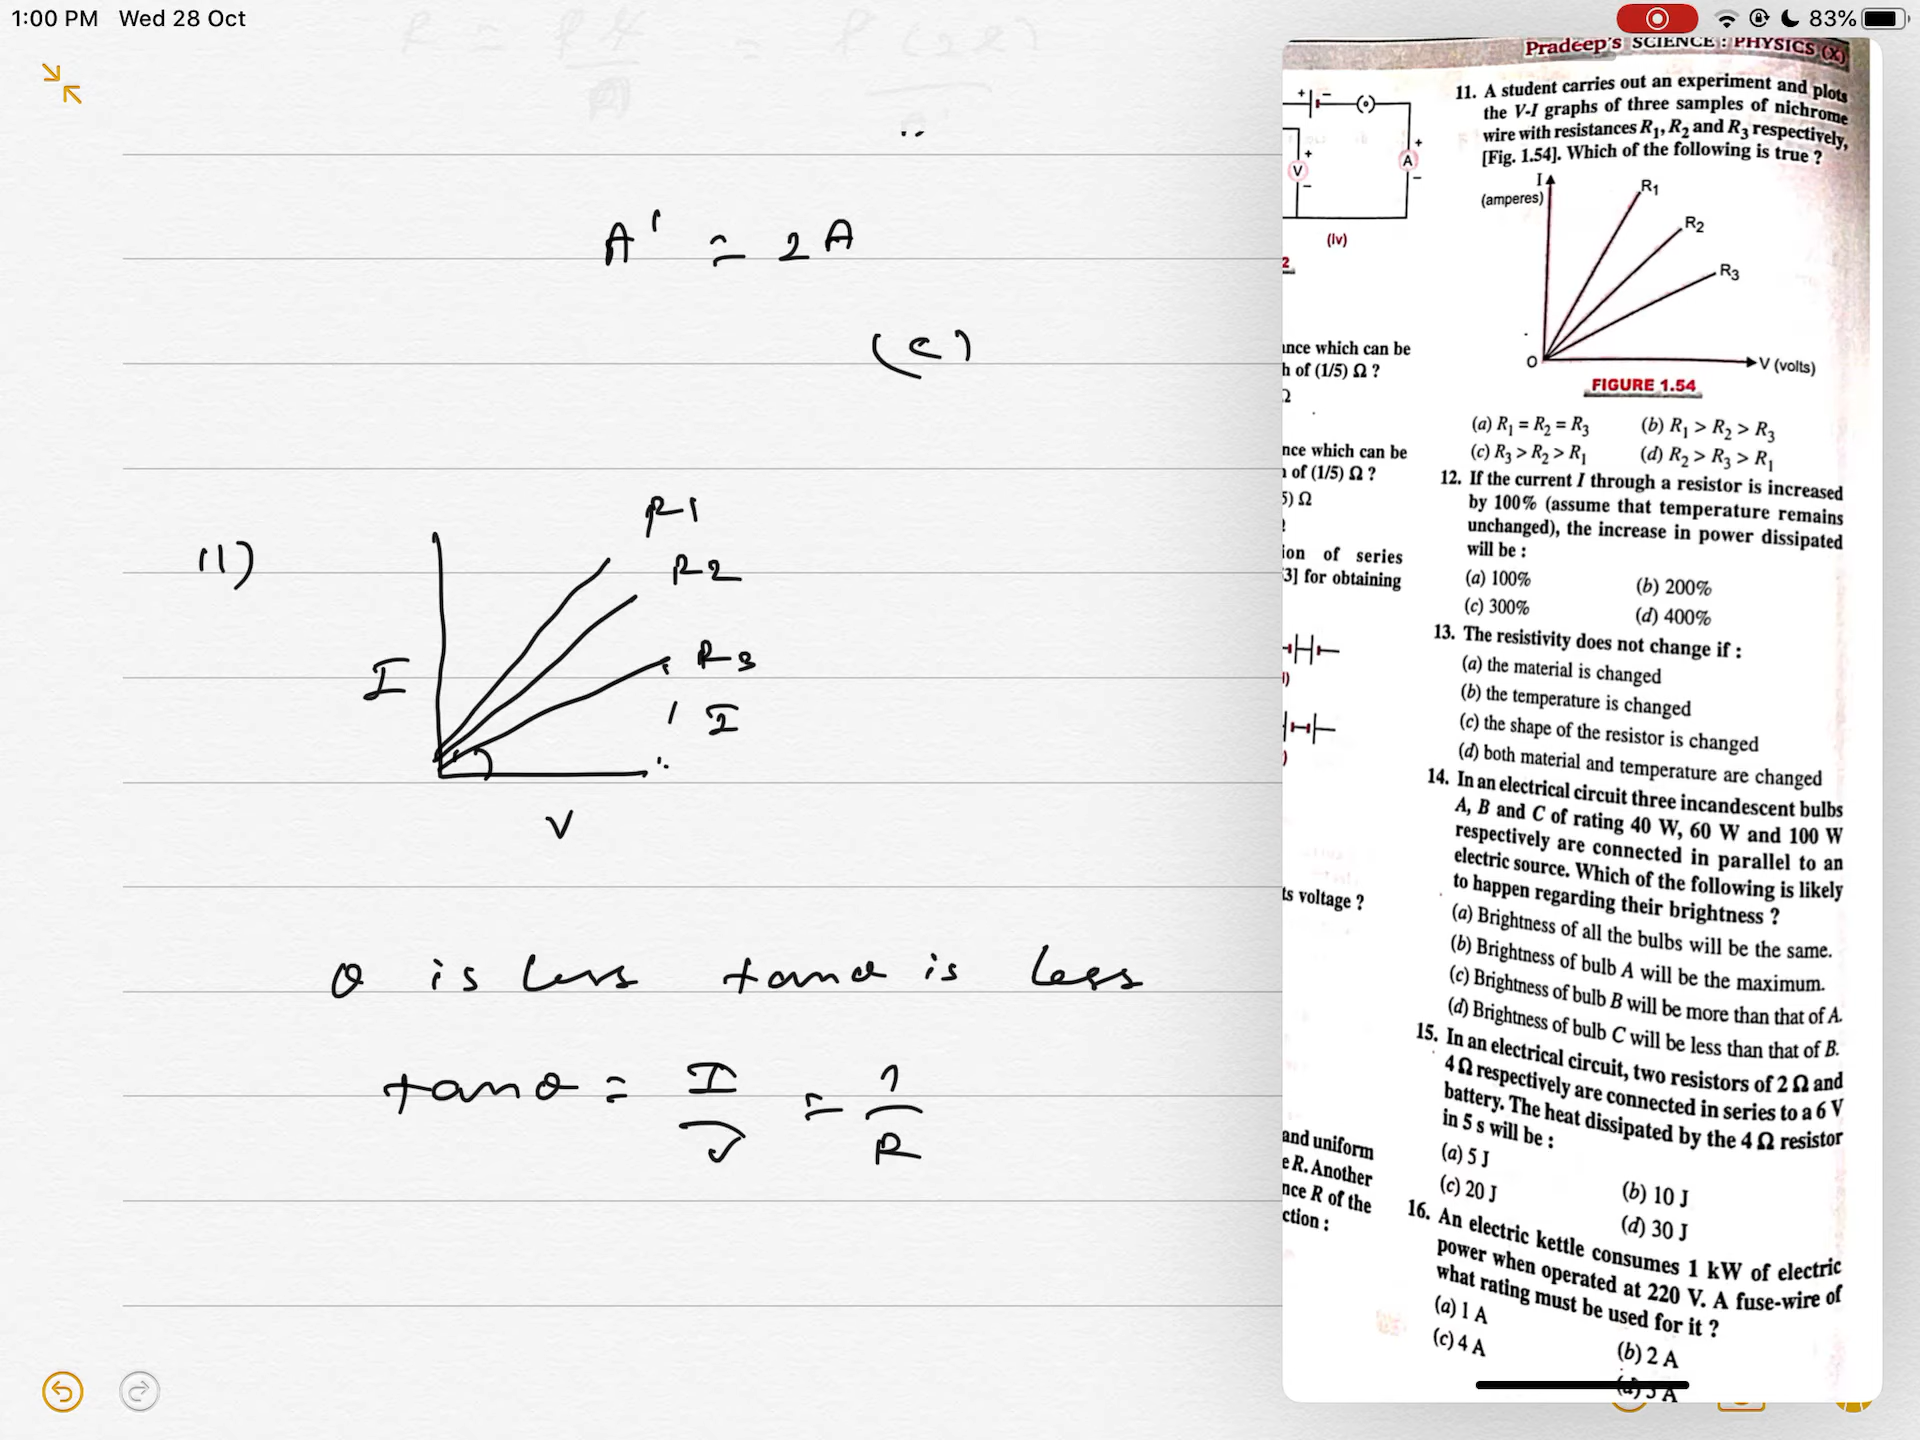 1:00 PM Wed 28 Oct
83%
A' = 2A
(c)
11)
R1
R2
R3
I
I
V
θ is less tanθ is less
tanθ = I/V = 1/R
Pradeep's SCIENCE : PHYSICS (X)
V
A
(iv)
2
ance which can be
h of (1/5) Ω ?
nce which can be
of (1/5) Ω ?
5) Ω
ion of series
3] for obtaining
ts voltage ?
and uniform
e R. Another
nce R of the
ction :
11. A student carries out an experiment and plots
the V-I graphs of three samples of nichrome
wire with resistances R₁, R₂ and R₃ respectively,
[Fig. 1.54]. Which of the following is true ?
I
(amperes)
R₁
R₂
R₃
O
V (volts)
FIGURE 1.54
(a) R₁ = R₂ = R₃ (b) R₁ > R₂ > R₃
(c) R₃ > R₂ > R₁ (d) R₂ > R₃ > R₁
12. If the current I through a resistor is increased
by 100% (assume that temperature remains
unchanged), the increase in power dissipated
will be :
(a) 100% (b) 200%
(c) 300% (d) 400%
13. The resistivity does not change if :
(a) the material is changed
(b) the temperature is changed
(c) the shape of the resistor is changed
(d) both material and temperature are changed
14. In an electrical circuit three incandescent bulbs
A, B and C of rating 40 W, 60 W and 100 W
respectively are connected in parallel to an
electric source. Which of the following is likely
to happen regarding their brightness ?
(a) Brightness of all the bulbs will be the same.
(b) Brightness of bulb A will be the maximum.
(c) Brightness of bulb B will be more than that of A.
(d) Brightness of bulb C will be less than that of B.
15. In an electrical circuit, two resistors of 2 Ω and
4 Ω respectively are connected in series to a 6 V
battery. The heat dissipated by the 4 Ω resistor
in 5 s will be :
(a) 5 J (b) 10 J
(c) 20 J (d) 30 J
16. An electric kettle consumes 1 kW of electric
power when operated at 220 V. A fuse-wire of
what rating must be used for it ?
(a) 1 A (b) 2 A
(c) 4 A (d) 5 A